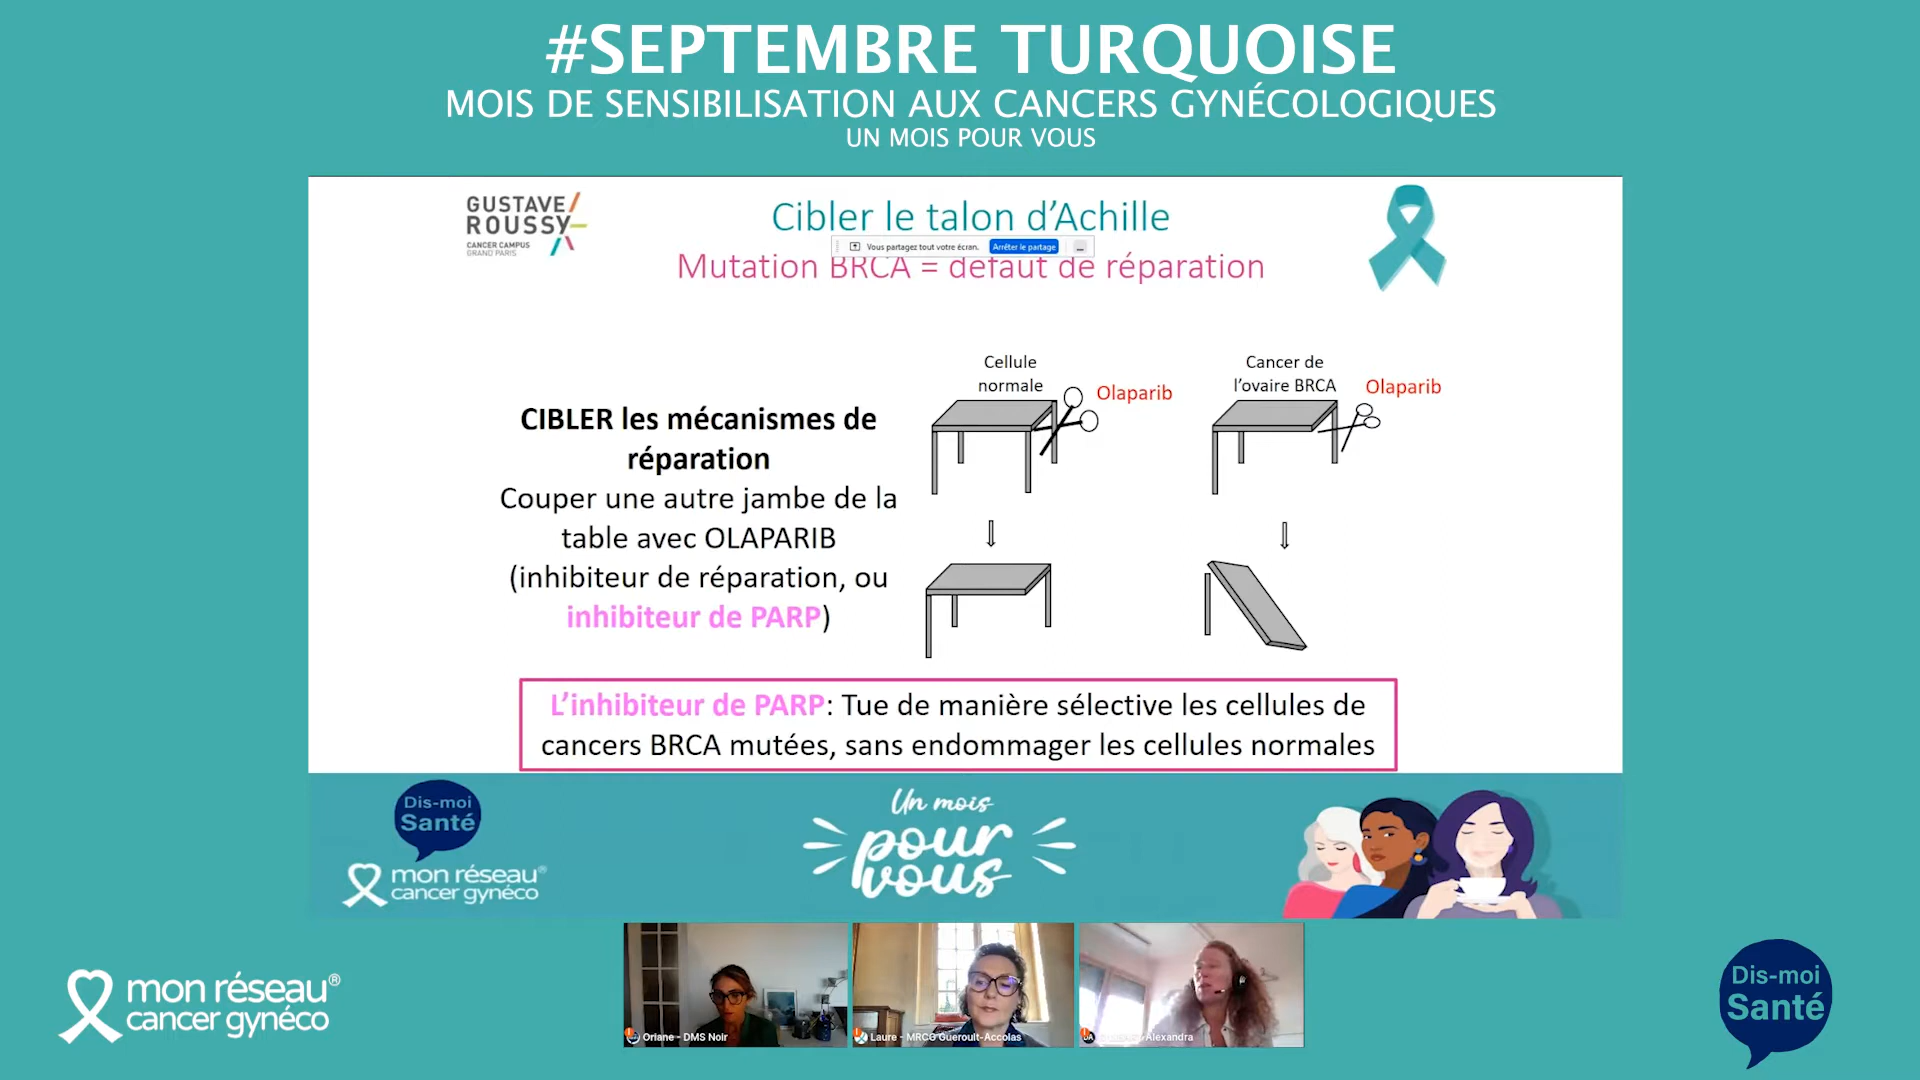 #SEPTEMBRE TURQUOISE
MOIS DE SENSIBILISATION AUX CANCERS GYNÉCOLOGIQUES
UN MOIS POUR VOUS
GUSTAVE
ROUSSY
CANCER CAMPUS
GRAND PARIS
Cibler le talon d'Achille
Vous partagez tout votre écran.
Arrêter le partage
Mutation BRCA = défaut de réparation
Cellule
normale
Olaparib
Cancer de
l'ovaire BRCA
Olaparib
CIBLER les mécanismes de
réparation
Couper une autre jambe de la
table avec OLAPARIB
(inhibiteur de réparation, ou
inhibiteur de PARP)
L'inhibiteur de PARP: Tue de manière sélective les cellules de
cancers BRCA mutées, sans endommager les cellules normales
Dis-moi
Santé
mon réseau®
cancer gynéco
Un mois
pour
vous
Oriane - DMS Noir
Laure - MRCG Gueroult-Accolas
Alexandra
mon réseau®
cancer gynéco
Dis-moi
Santé